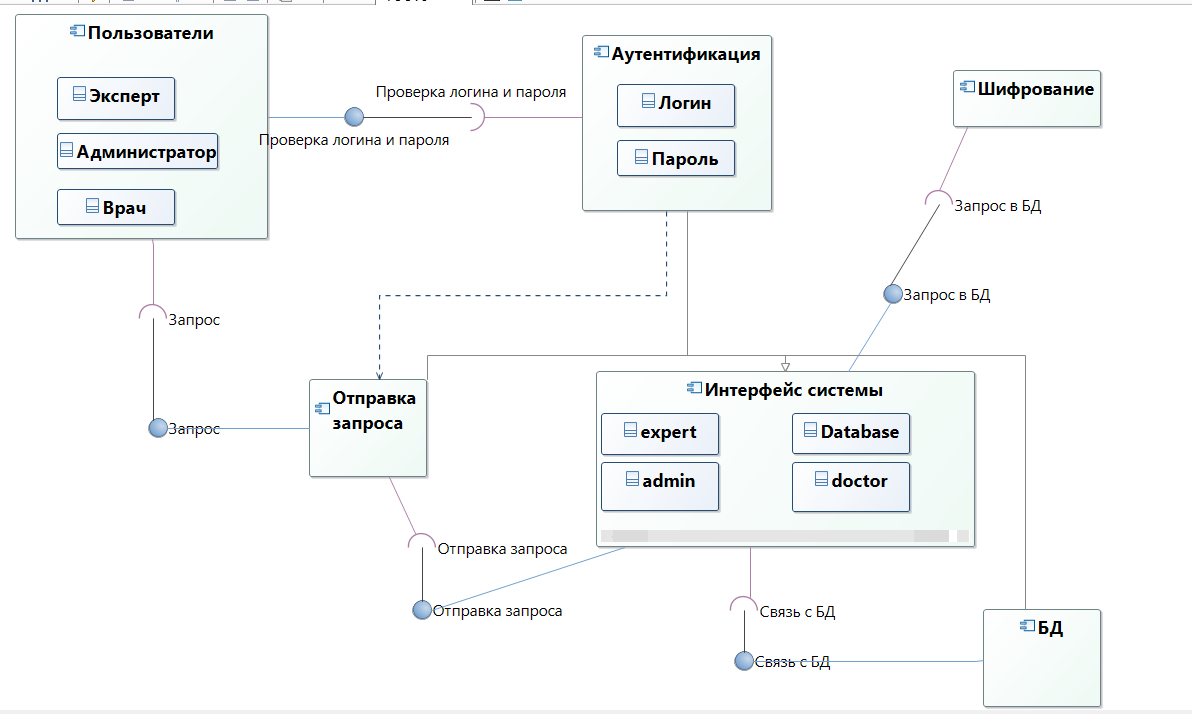 Пользователи
Эксперт
Администратор
Врач
Проверка логина и пароля
Проверка логина и пароля
Аутентификация
Логин
Пароль
Шифрование
Запрос в БД
Запрос в БД
Запрос
Запрос
Отправка
запроса
Интерфейс системы
expert
Database
admin
doctor
Отправка запроса
Отправка запроса
Связь с БД
Связь с БД
БД